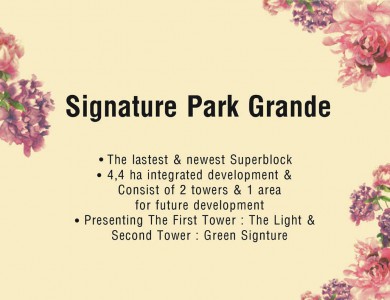 Signature Park Grande
• The lastest & newest Superblock
• 4,4 ha integrated development &
Consist of 2 towers & 1 area
for future development
• Presenting The First Tower : The Light &
Second Tower : Green Signture